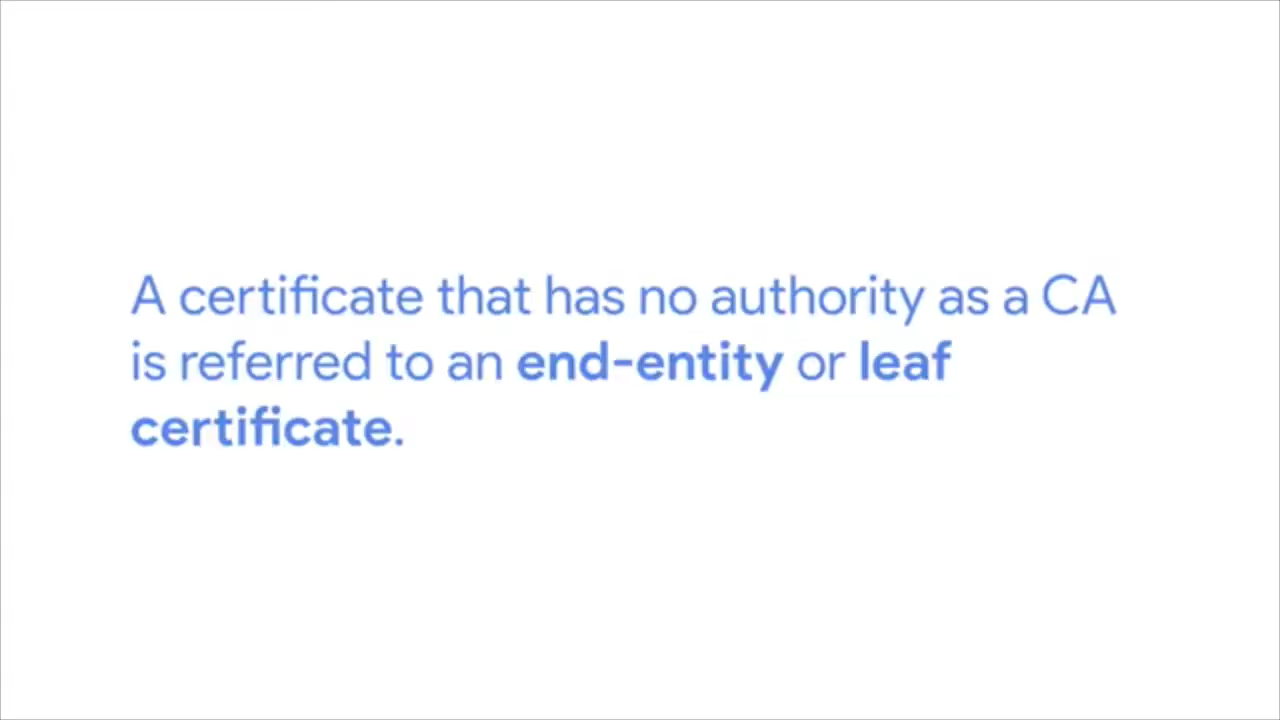 A certificate that has no authority as a CA
is referred to an end-entity or leaf
certificate.